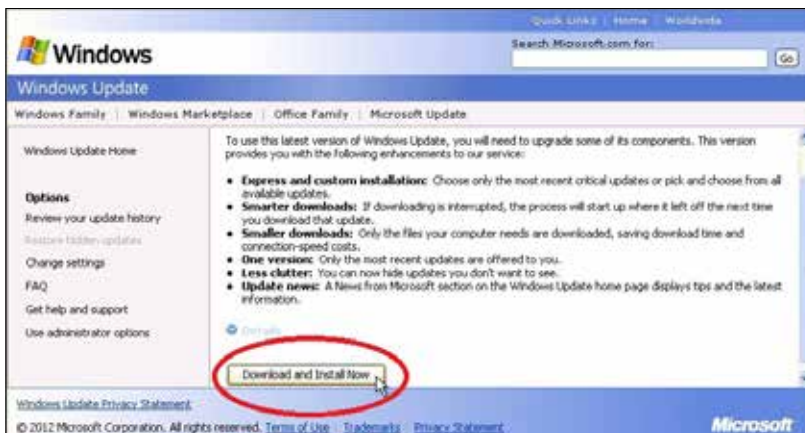 Quick Links | Home | Worldwide
Search Microsoft.com for:
Windows
Go
Windows Update
Windows Family | Windows Marketplace | Office Family | Microsoft Update
Windows Update Home
Options
Review your update history
Restore hidden updates
Change settings
FAQ
Get help and support
Use administrator options
To use this latest version of Windows Update, you will need to upgrade some of its components. This version
provides you with the following enhancements to our service:
• Express and custom installation: Choose only the most recent critical updates or pick and choose from all
available updates.
• Smarter downloads: If downloading is interrupted, the process will start up where it left off the next time
you download that update.
• Smaller downloads: Only the files your computer needs are downloaded, saving download time and
connection-speed costs.
• One version: Only the most recent updates are offered to you.
• Less clutter: You can now hide updates you don't want to see.
• Update news: A News from Microsoft section on the Windows Update home page displays tips and the latest
information.
Details
Download and Install Now
Windows Update Privacy Statement
© 2012 Microsoft Corporation. All rights reserved. Terms of Use | Trademarks | Privacy Statement
Microsoft